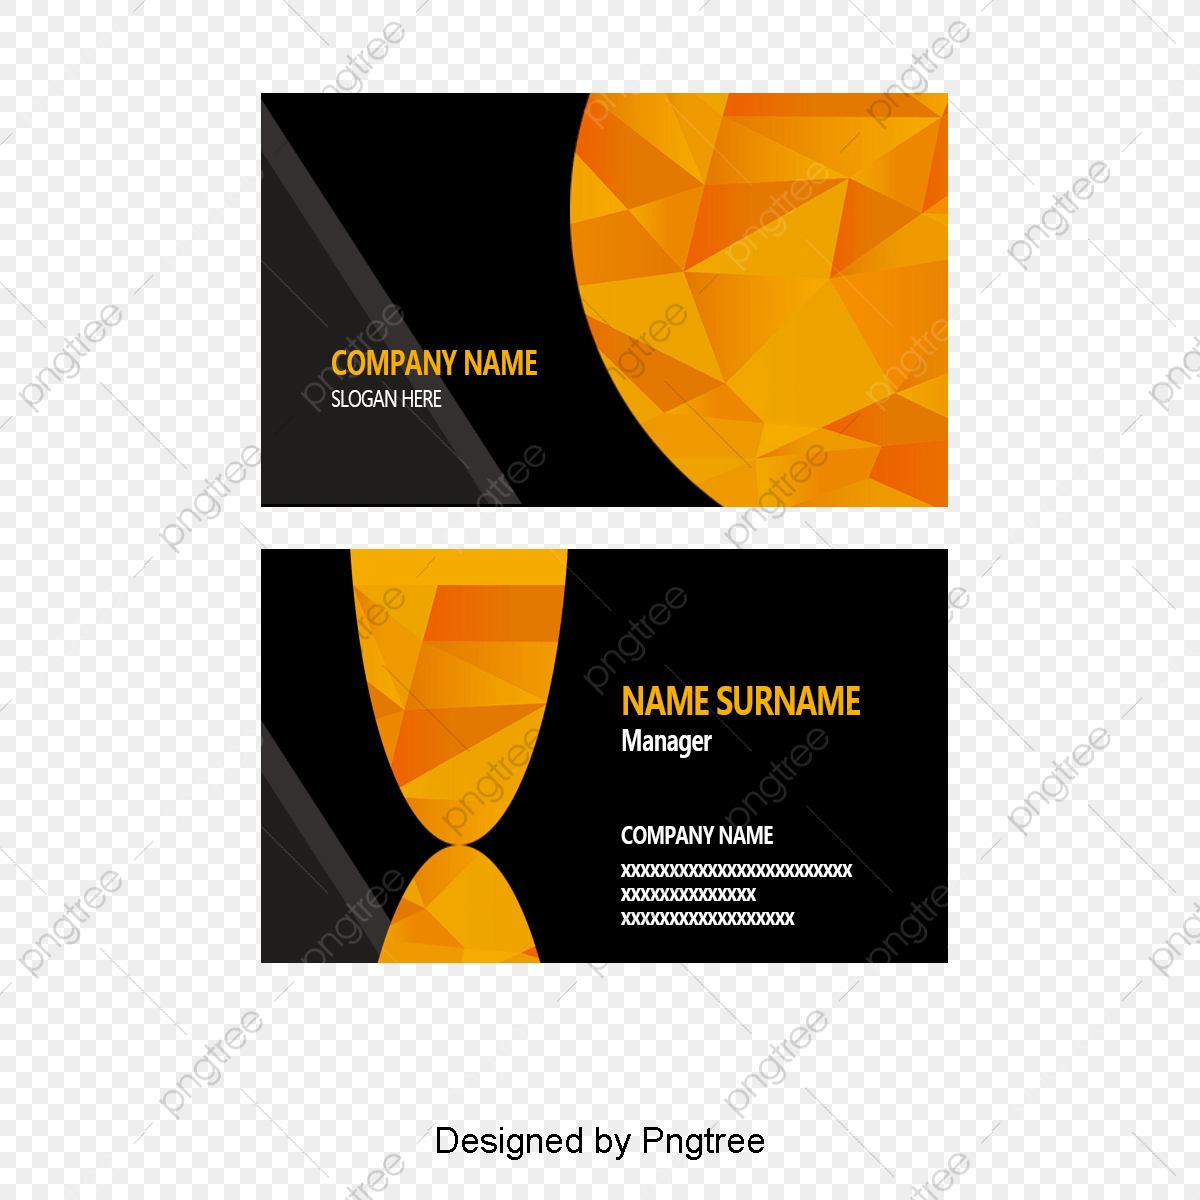 COMPANY NAME
SLOGAN HERE
NAME SURNAME
Manager
COMPANY NAME
XXXXXXXXXXXXXXXXXXXXXXXX
XXXXXXXXXXXXXX
XXXXXXXXXXXXXXXXXX
Designed by Pngtree
pngtree